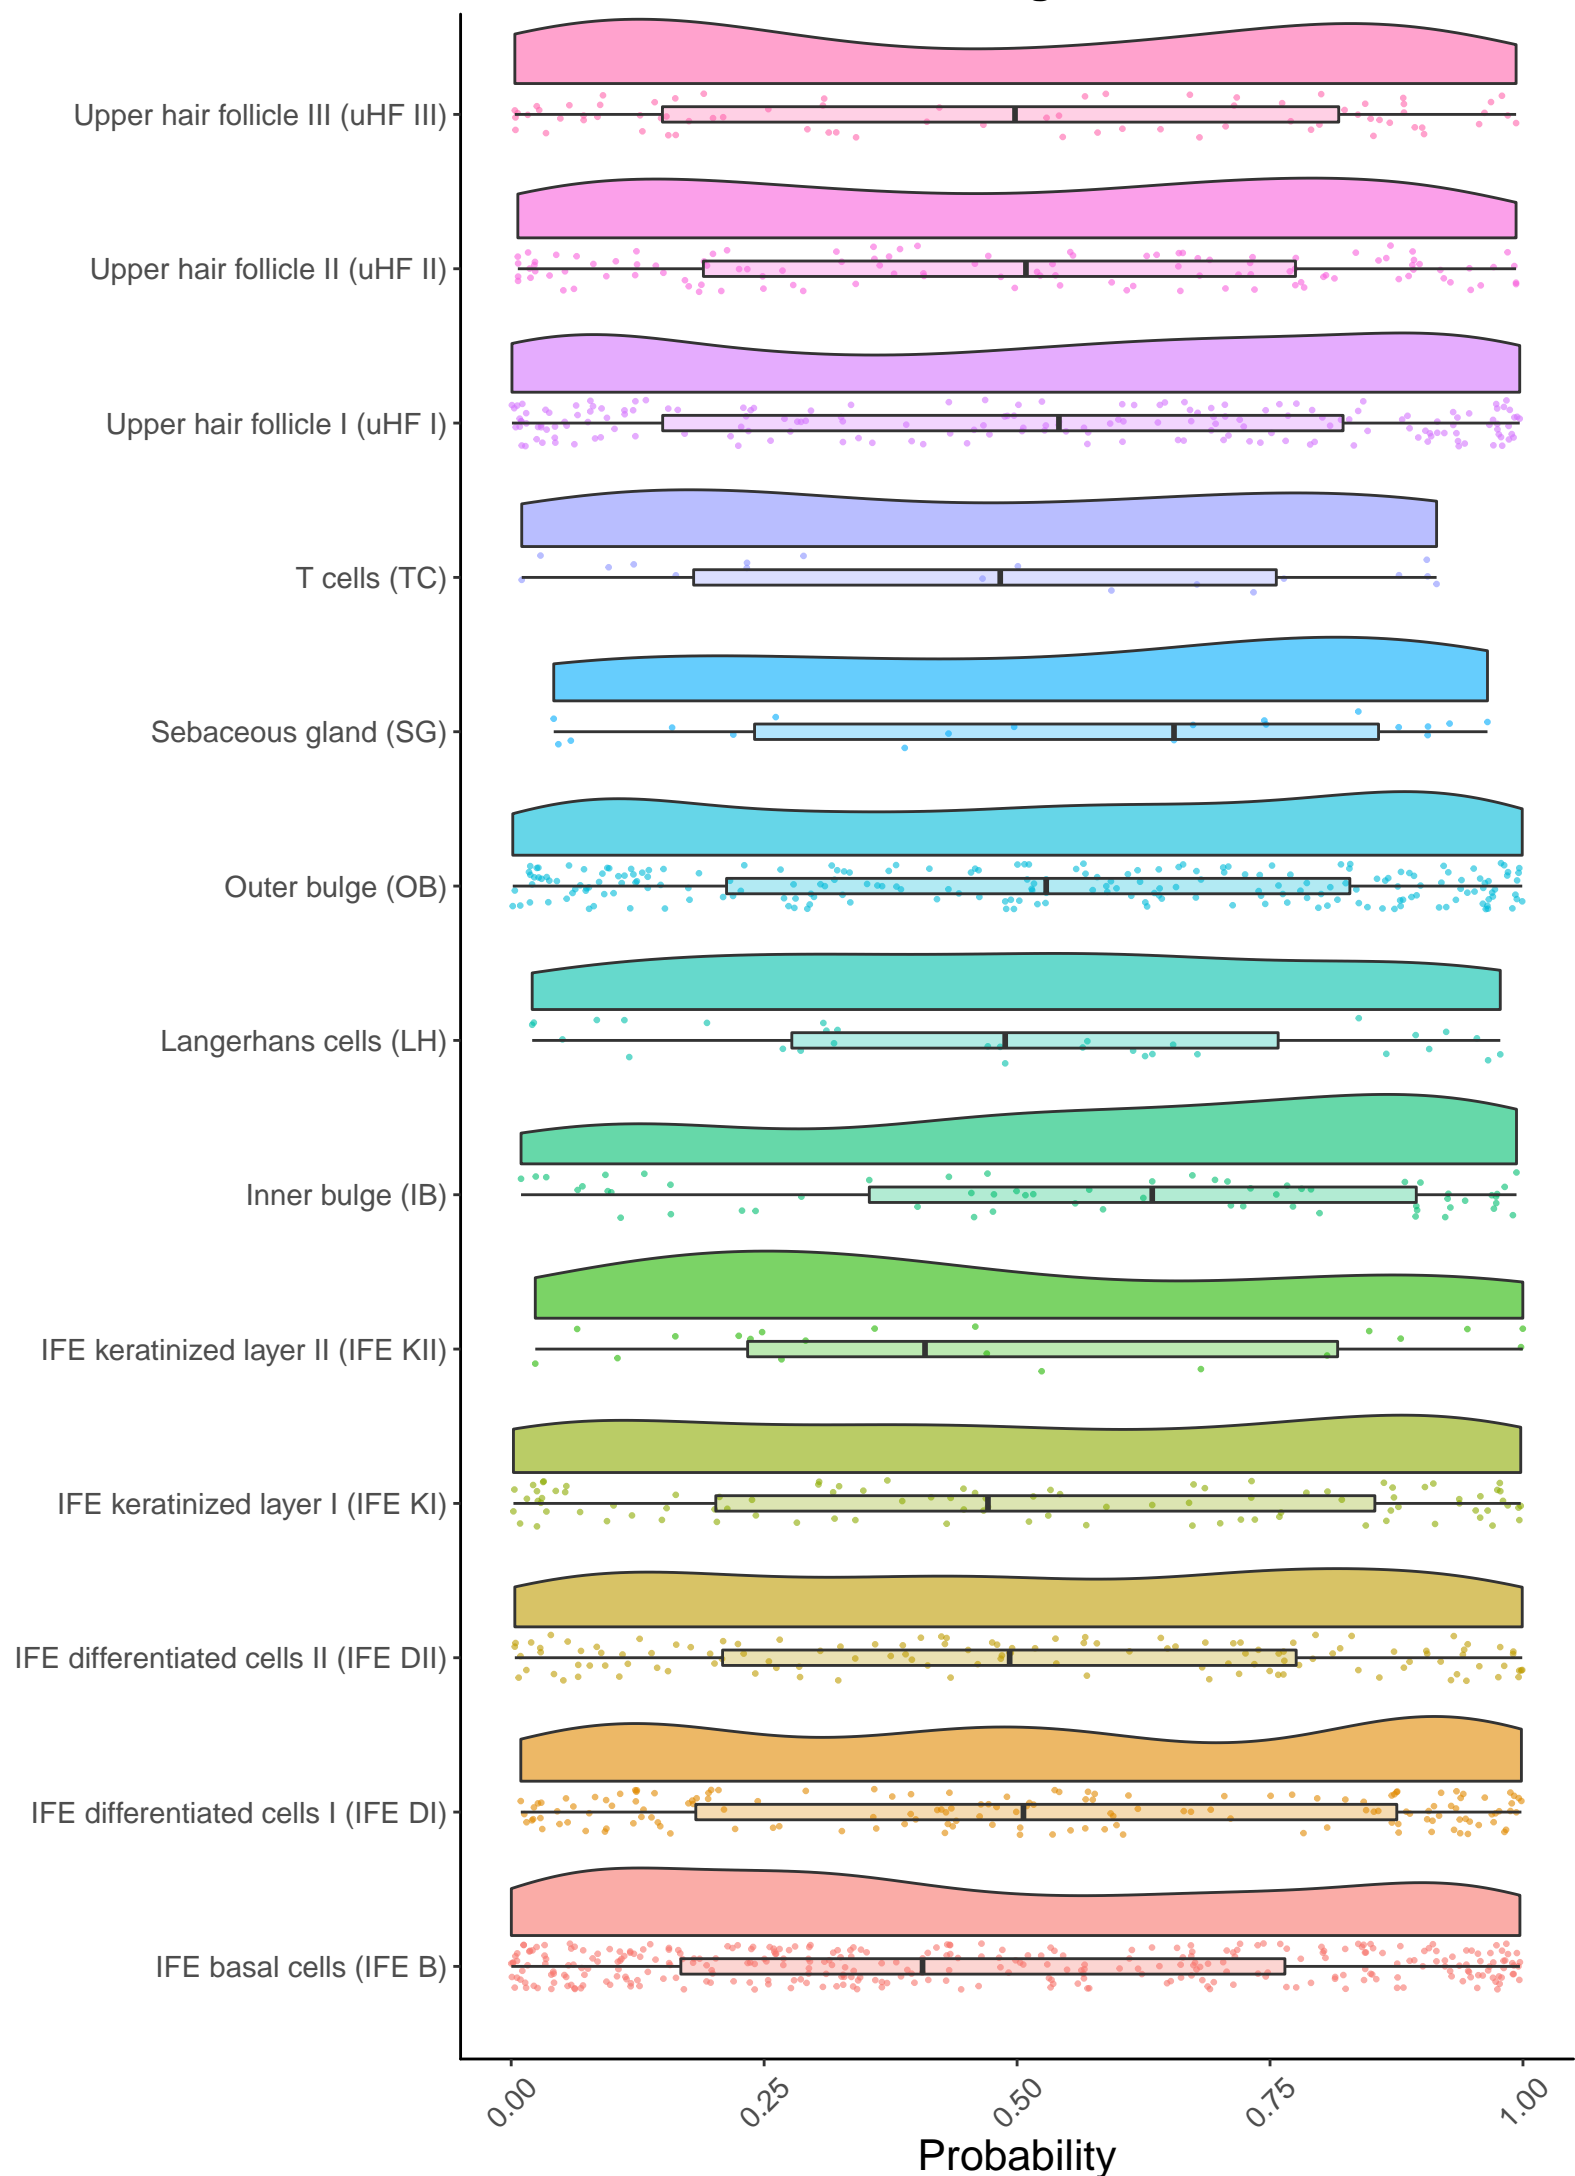 Upper hair follicle III (uHF III)
Upper hair follicle II (uHF II)
Upper hair follicle I (uHF I)
T cells (TC)
Sebaceous gland (SG)
Outer bulge (OB)
Langerhans cells (LH)
Inner bulge (IB)
IFE keratinized layer II (IFE KII)
IFE keratinized layer I (IFE KI)
IFE differentiated cells II (IFE DII)
IFE differentiated cells I (IFE DI)
IFE basal cells (IFE B)
0.00 0.25 0.50 0.75 1.00
Probability